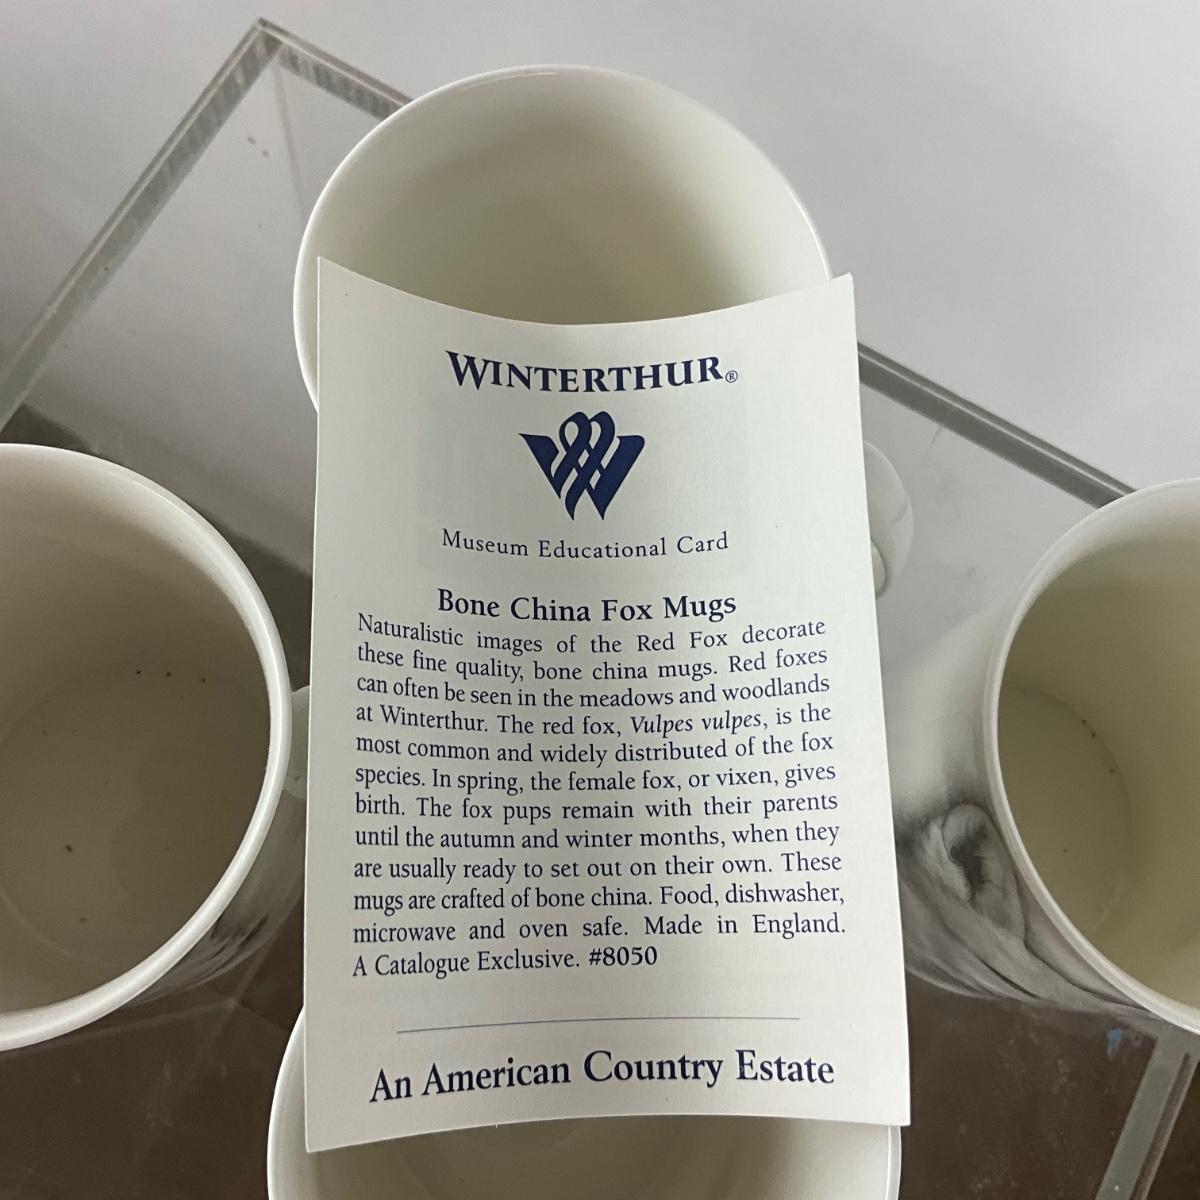 WINTERTHUR®
Museum Educational Card
Bone China Fox Mugs
Naturalistic images of the Red Fox decorate
these fine quality, bone china mugs. Red foxes
can often be seen in the meadows and woodlands
at Winterthur. The red fox, Vulpes vulpes, is the
most common and widely distributed of the fox
species. In spring, the female fox, or vixen, gives
birth. The fox pups remain with their parents
until the autumn and winter months, when they
are usually ready to set out on their own. These
mugs are crafted of bone china. Food, dishwasher,
microwave and oven safe. Made in England.
A Catalogue Exclusive. #8050
An American Country Estate